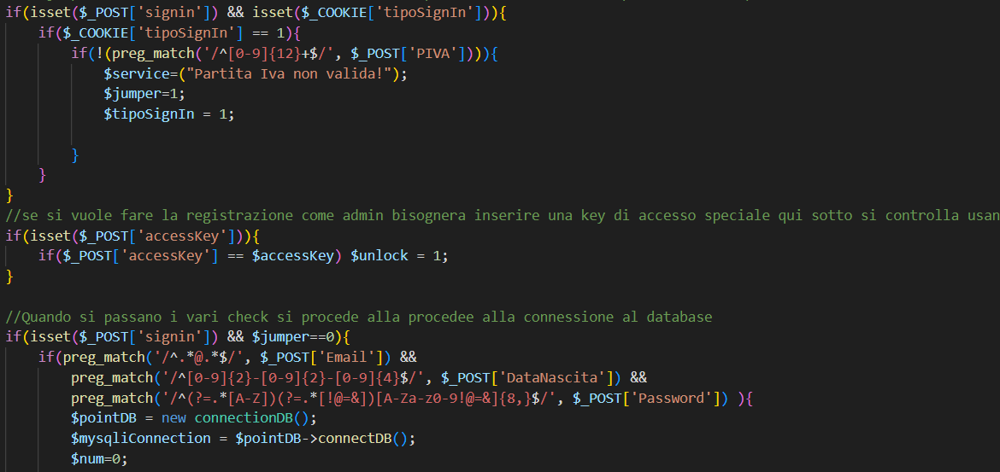 if(isset($_POST['signin']) && isset($_COOKIE['tipoSignIn'])){
if($_COOKIE['tipoSignIn'] == 1){
if(!(preg_match('/^[0-9]{12}+$/', $_POST['PIVA']))){
$service=("Partita Iva non valida!");
$jumper=1;
$tipoSignIn = 1;
}
}
}
//se si vuole fare la registrazione come admin bisognera inserire una key di accesso speciale qui sotto si controlla usan
if(isset($_POST['accessKey'])){
if($_POST['accessKey'] == $accessKey) $unlock = 1;
}
//Quando si passano i vari check si procede alla procedee alla connessione al database
if(isset($_POST['signin']) && $jumper==0){
if(preg_match('/^.*@.*$/', $_POST['Email']) &&
preg_match('/^[0-9]{2}-[0-9]{2}-[0-9]{4}$/', $_POST['DataNascita']) &&
preg_match('/^(?=.*[A-Z])(?=.*[!@=&])[A-Za-z0-9!@=&]{8,}$/', $_POST['Password']) ){
$pointDB = new connectionDB();
$mysqliConnection = $pointDB->connectDB();
$num=0;